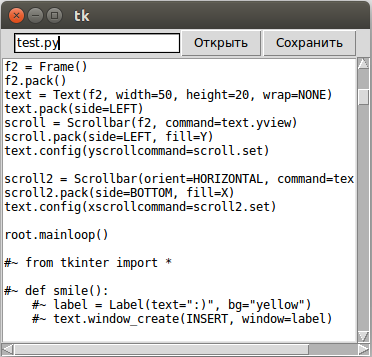 tk
test.py Открыть Сохранить
f2 = Frame()
f2.pack()
text = Text(f2, width=50, height=20, wrap=NONE)
text.pack(side=LEFT)
scroll = Scrollbar(f2, command=text.yview)
scroll.pack(side=LEFT, fill=Y)
text.config(yscrollcommand=scroll.set)

scroll2 = Scrollbar(orient=HORIZONTAL, command=tex
scroll2.pack(side=BOTTOM, fill=X)
text.config(xscrollcommand=scroll2.set)

root.mainloop()

#~ from tkinter import *

#~ def smile():
    #~ label = Label(text=":)", bg="yellow")
    #~ text.window_create(INSERT, window=label)